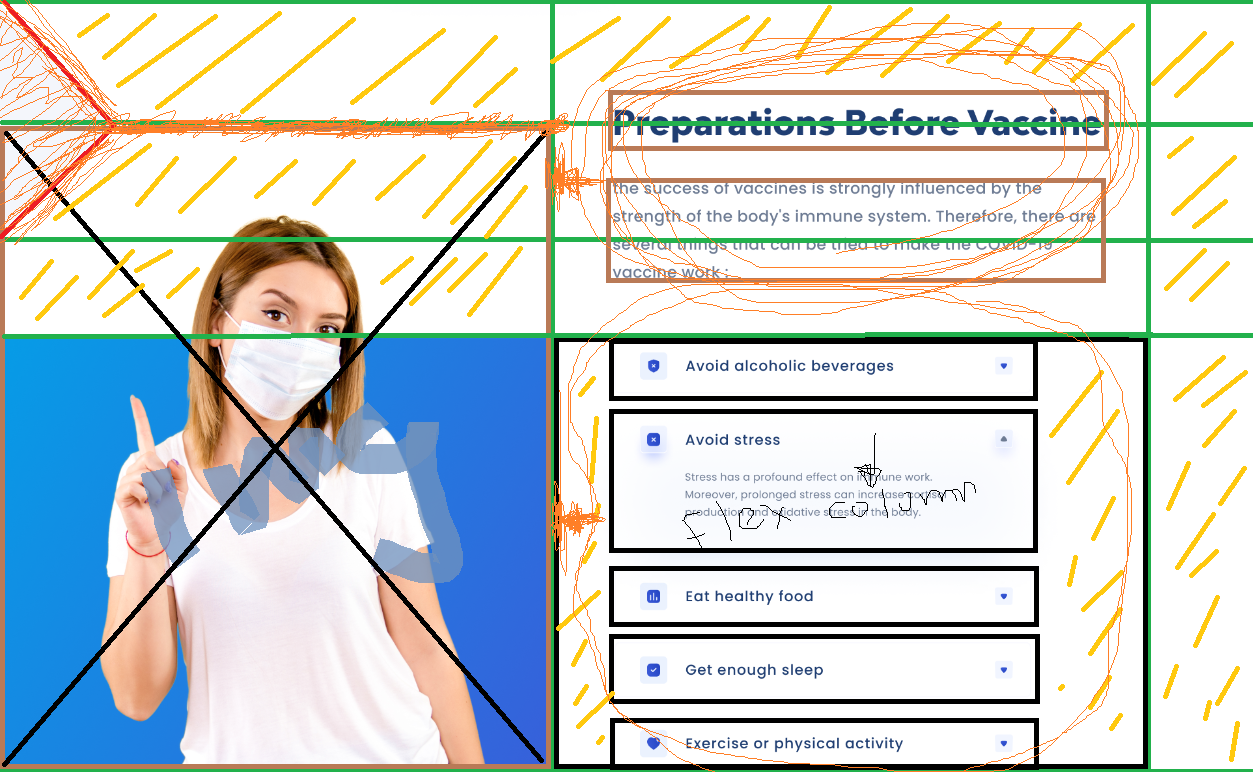 Preparations Before Vaccine
the success of vaccines is strongly influenced by the
strength of the body's immune system. Therefore, there are
several things that can be tried to make the COVID-19
vaccine work :
Avoid alcoholic beverages
Avoid stress
Stress has a profound effect on immune work.
Moreover, prolonged stress can increase cortisol
production and oxidative stress in the body.
flex column
Eat healthy food
Get enough sleep
Exercise or physical activity
img